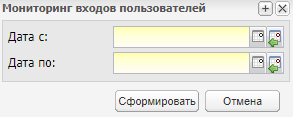 Мониторинг входов пользователей
Дата с:
Дата по:
Сформировать Отмена